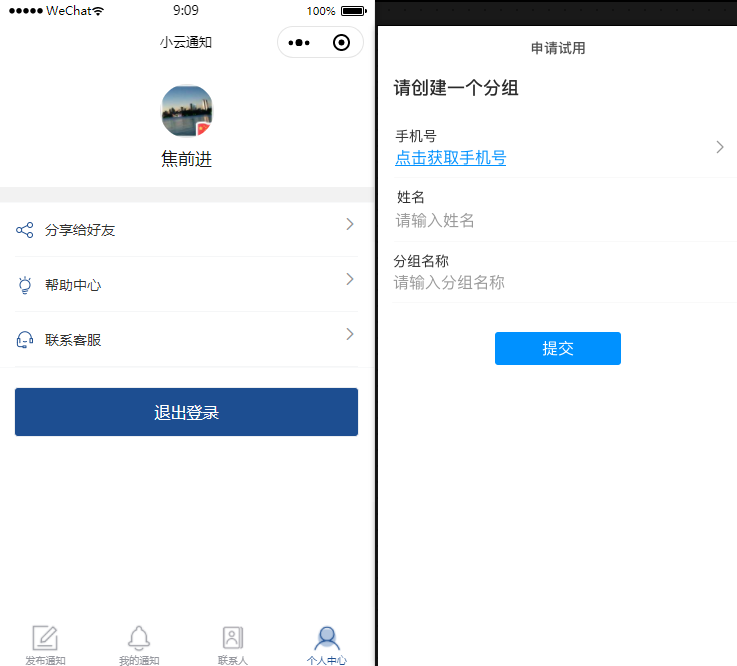 WeChat
9:09
100%
小云通知
焦前进
分享给好友
帮助中心
联系客服
退出登录
发布通知
我的通知
联系人
个人中心
申请试用
请创建一个分组
手机号
点击获取手机号
姓名
请输入姓名
分组名称
请输入分组名称
提交